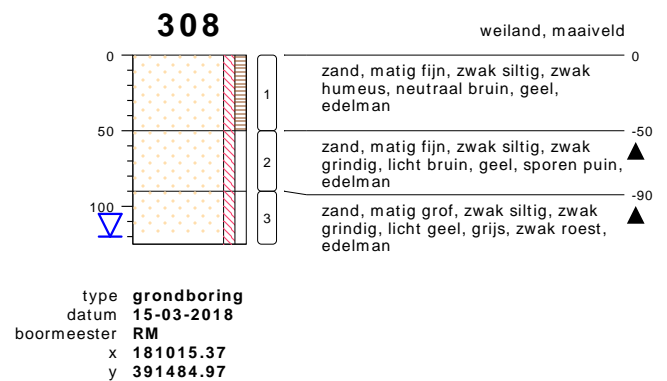 308
weiland, maaiveld
0
0
zand, matig fijn, zwak siltig, zwak
humeus, neutraal bruin, geel,
edelman
1
50
-50
zand, matig fijn, zwak siltig, zwak
grindig, licht bruin, geel, sporen puin,
edelman
2
-90
100
zand, matig grof, zwak siltig, zwak
grindig, licht geel, grijs, zwak roest,
edelman
3
type grondboring
datum 15-03-2018
boormeester RM
x 181015.37
y 391484.97